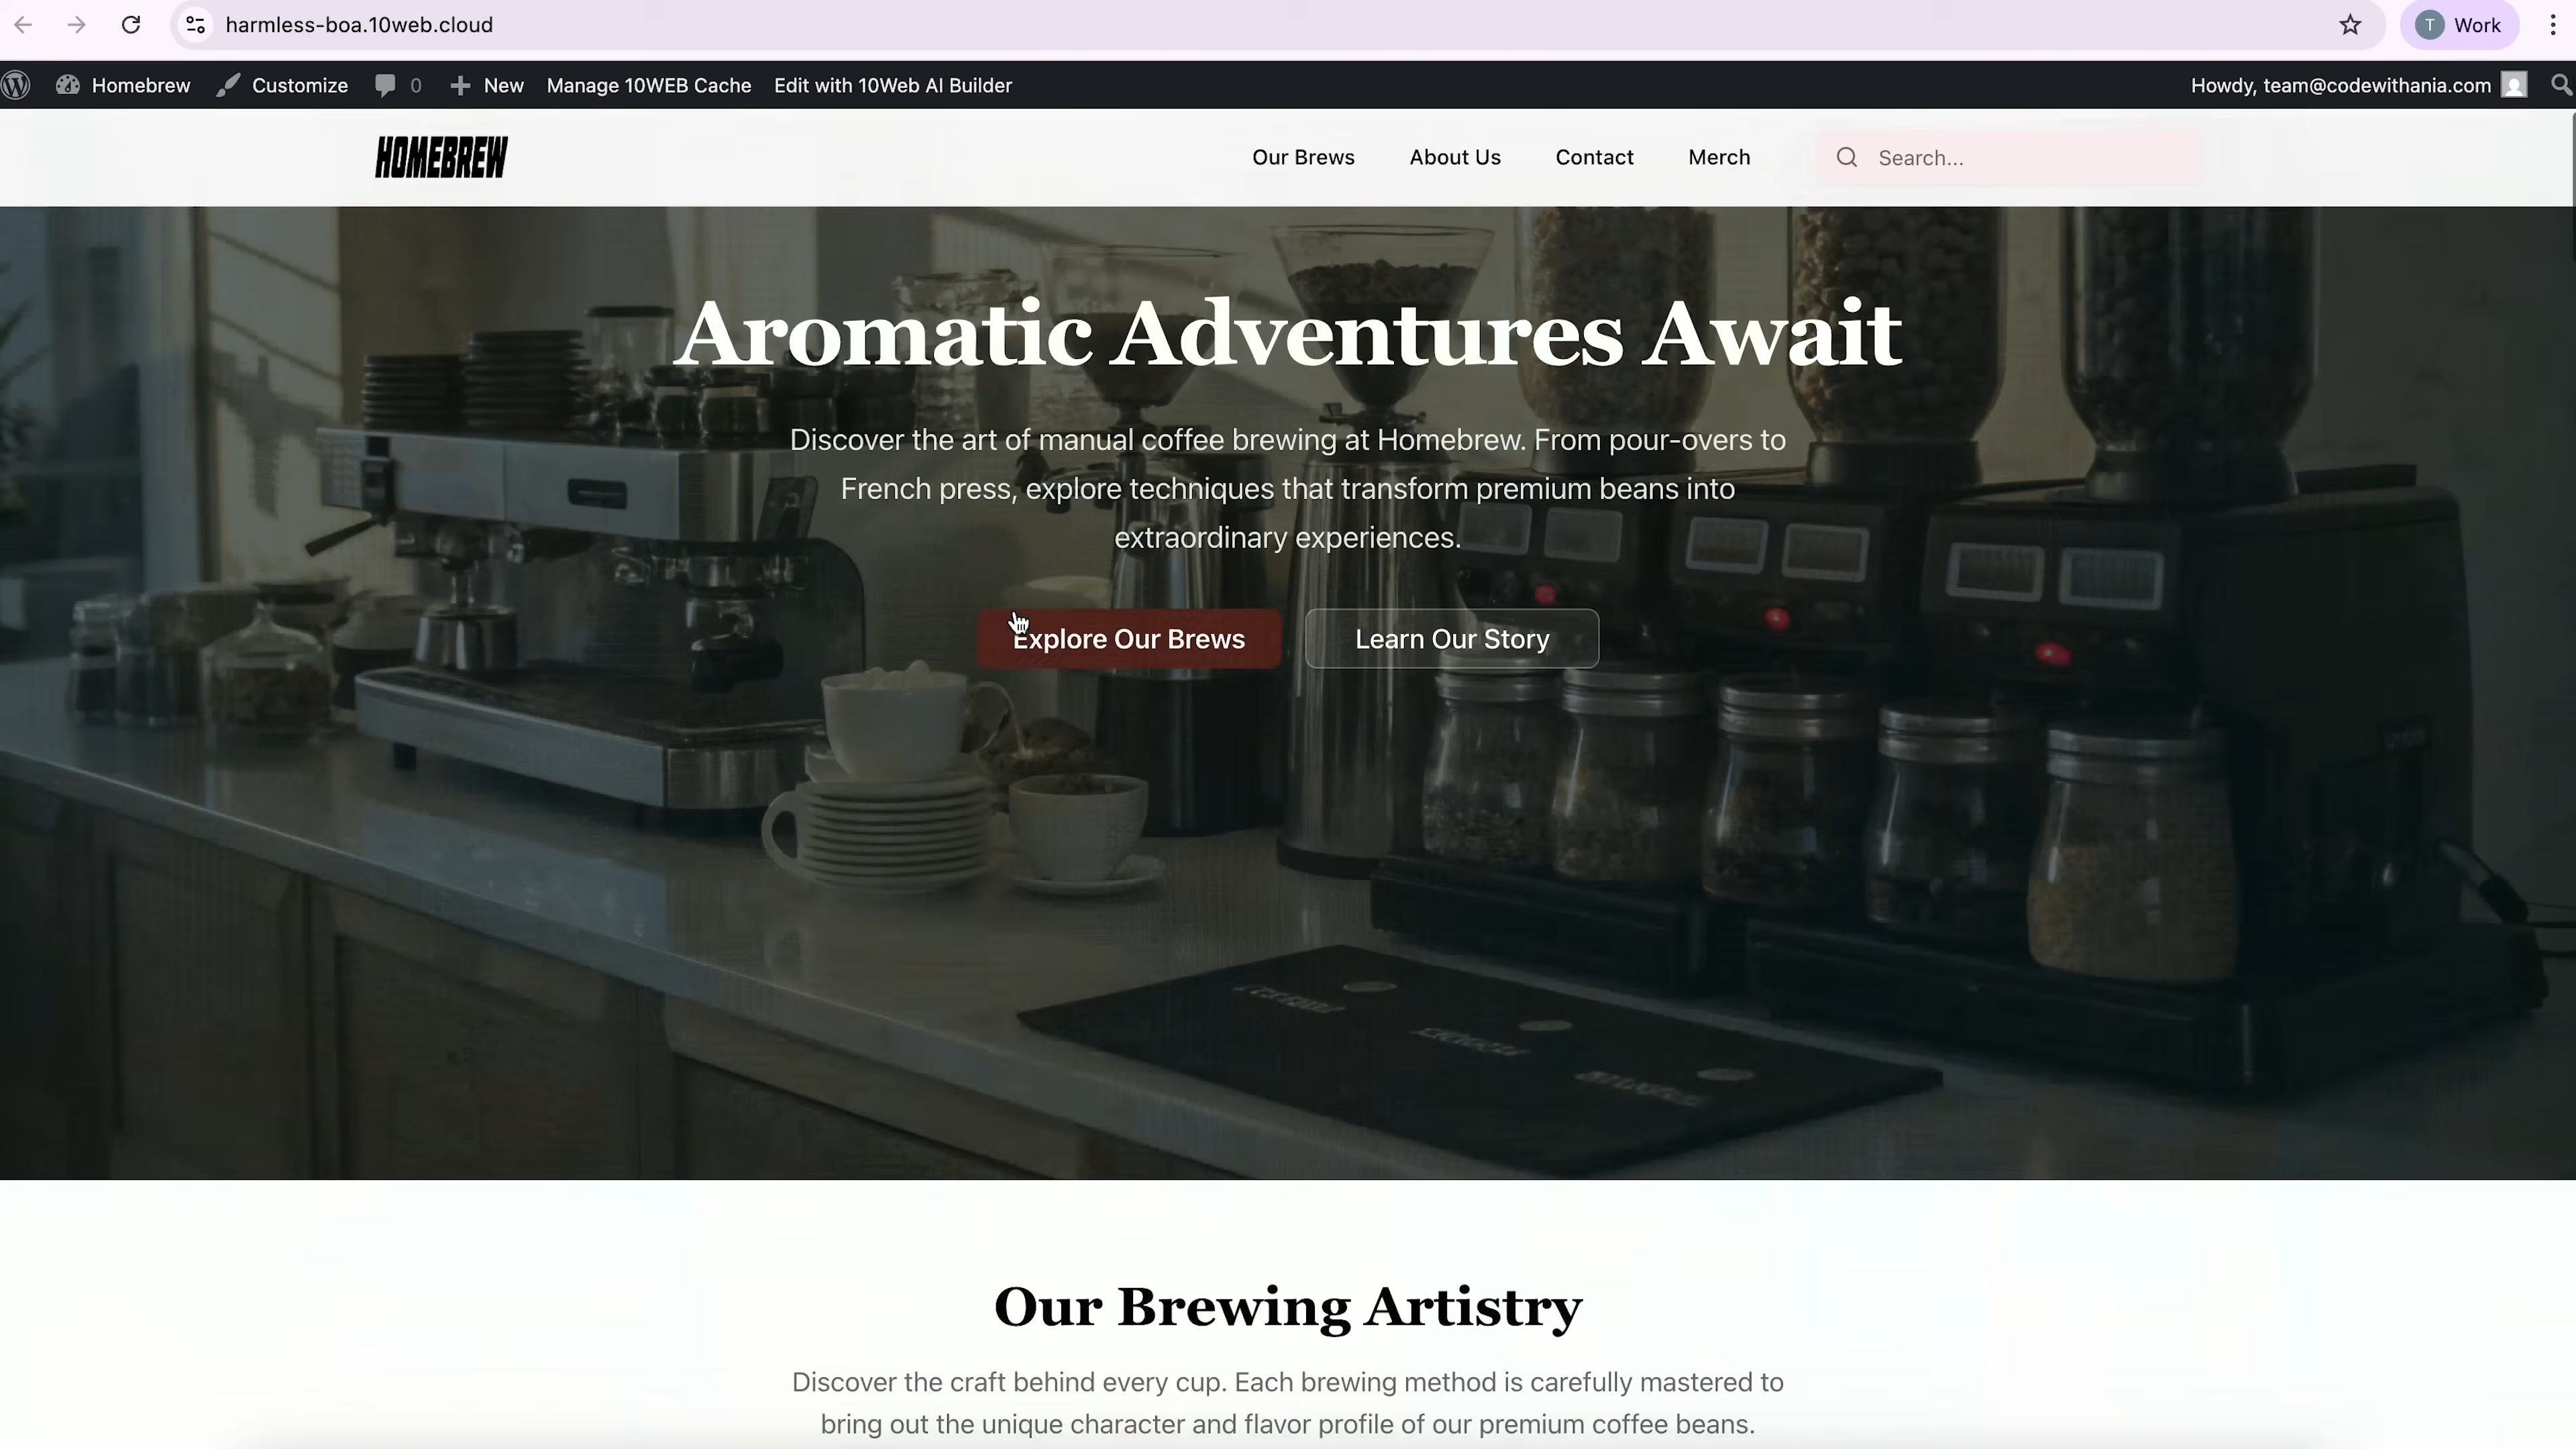 harmless-boa.10web.cloud
T Work
Homebrew
Customize
0
New
Manage 10WEB Cache
Edit with 10Web AI Builder
Howdy, team@codewithania.com
HOMEBREW
Our Brews
About Us
Contact
Merch
Search...
Aromatic Adventures Await
Discover the art of manual coffee brewing at Homebrew. From pour-overs to
French press, explore techniques that transform premium beans into
extraordinary experiences.
Explore Our Brews
Learn Our Story
Our Brewing Artistry
Discover the craft behind every cup. Each brewing method is carefully mastered to
bring out the unique character and flavor profile of our premium coffee beans.